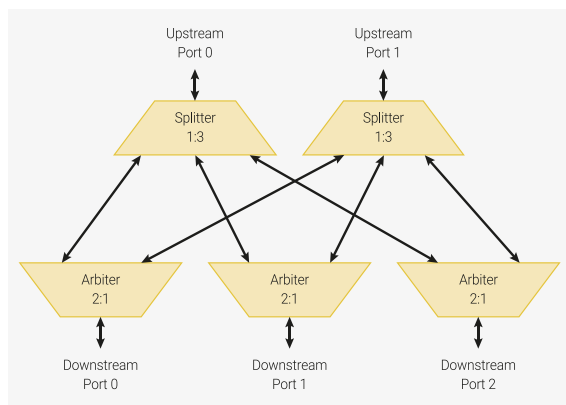 Upstream
Port 0
Upstream
Port 1
Splitter
1:3
Splitter
1:3
Arbiter
2:1
Arbiter
2:1
Arbiter
2:1
Downstream
Port 0
Downstream
Port 1
Downstream
Port 2